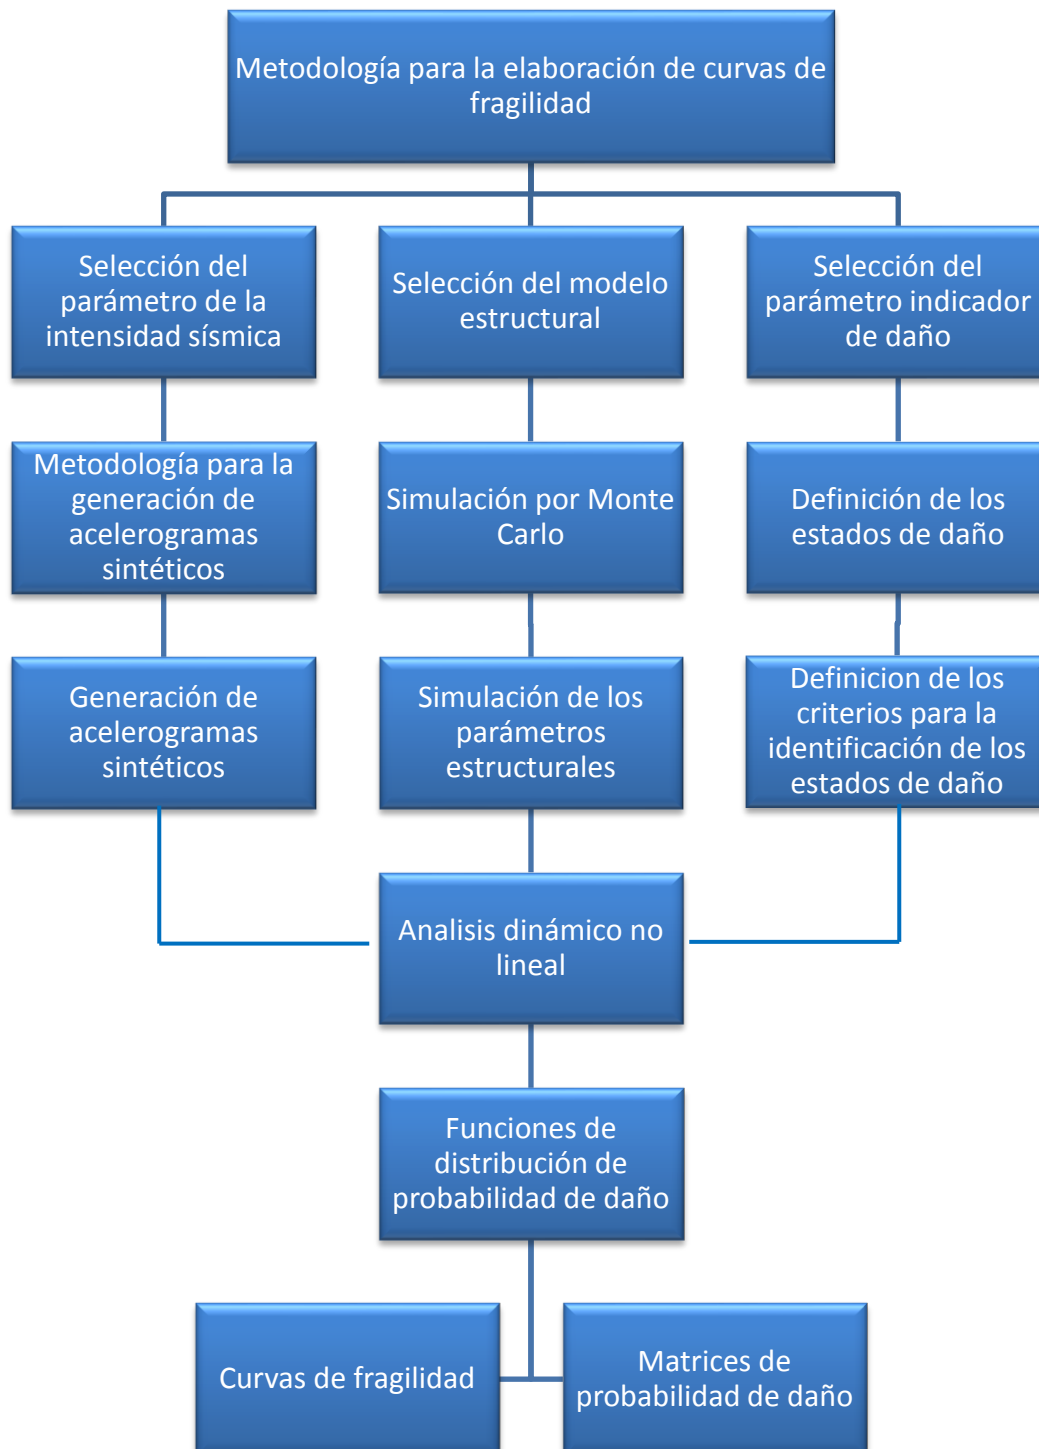 Metodología para la elaboración de curvas de
fragilidad
Selección del
parámetro de la
intensidad sísmica
Selección del modelo
estructural
Selección del
parámetro indicador
de daño
Metodología para la
generación de
acelerogramas
sintéticos
Simulación por Monte
Carlo
Definición de los
estados de daño
Generación de
acelerogramas
sintéticos
Simulación de los
parámetros
estructurales
Definicion de los
criterios para la
identificación de los
estados de daño
Analisis dinámico no
lineal
Funciones de
distribución de
probabilidad de daño
Curvas de fragilidad
Matrices de
probabilidad de daño